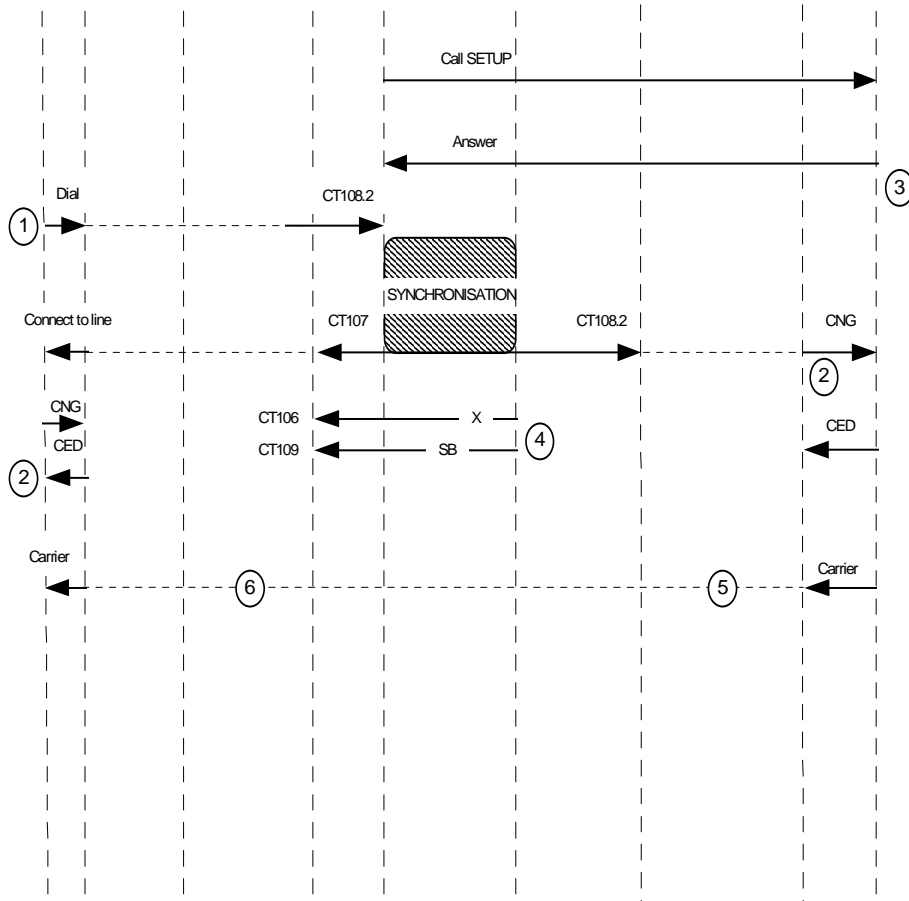 Call SETUP
Answer
3
Dial
CT108.2
1
SYNCHRONISATION
Connect to line
CT107
CT108.2
CNG
2
CNG
CT106
X
4
CED
CED
CT109
SB
2
Carrier
6
5
Carrier